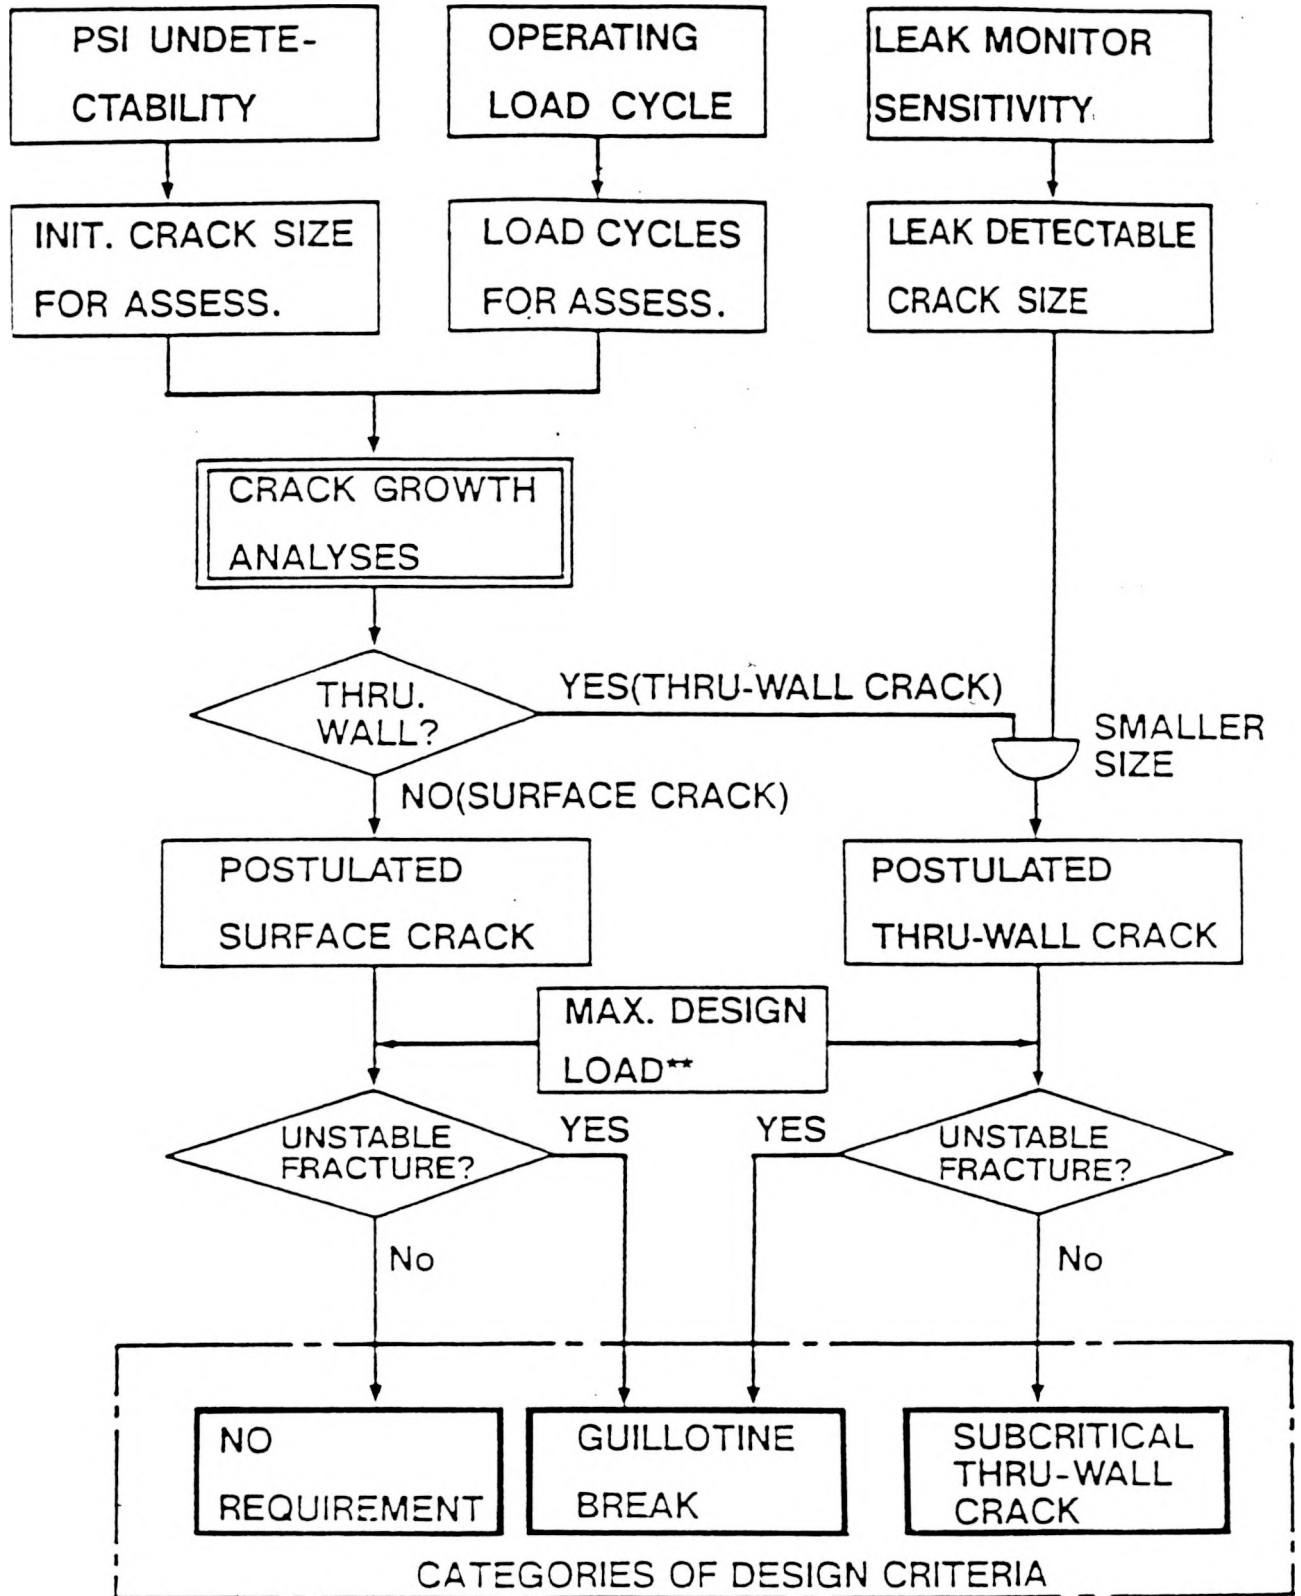 PSI UNDETE-
CTABILITY
OPERATING
LOAD CYCLE
LEAK MONITOR
SENSITIVITY
INIT. CRACK SIZE
FOR ASSESS.
LOAD CYCLES
FOR ASSESS.
LEAK DETECTABLE
CRACK SIZE
CRACK GROWTH
ANALYSES
THRU.
WALL?
YES(THRU-WALL CRACK)
SMALLER
SIZE
NO(SURFACE CRACK)
POSTULATED
SURFACE CRACK
POSTULATED
THRU-WALL CRACK
MAX. DESIGN
LOAD**
UNSTABLE
FRACTURE?
YES
YES
UNSTABLE
FRACTURE?
No
No
NO
REQUIREMENT
GUILLOTINE
BREAK
SUBCRITICAL
THRU-WALL
CRACK
CATEGORIES OF DESIGN CRITERIA